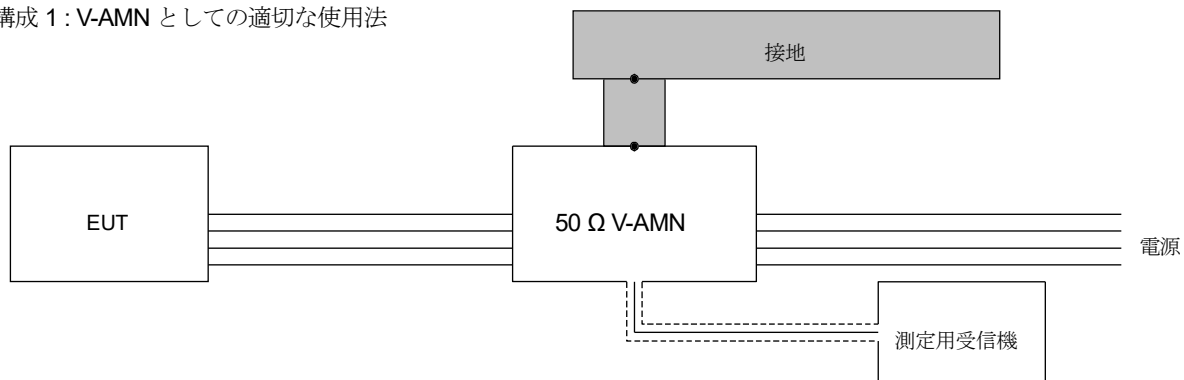 構成 1 : V-AMN としての適切な使用法
接地
EUT
50 Ω V-AMN
電源
測定用受信機